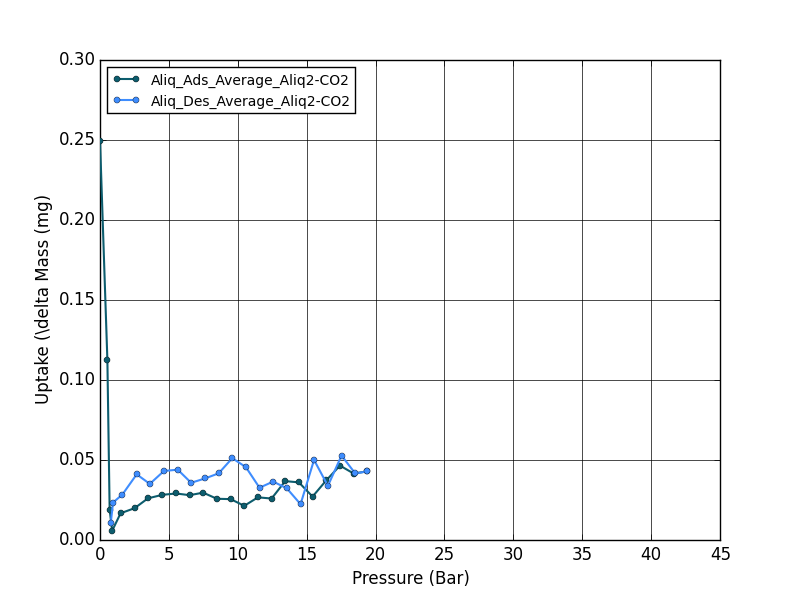 0.30
0.25
0.20
0.15
0.10
0.05
0.00
Uptake (\delta Mass (mg)
Aliq_Ads_Average_Aliq2-CO2
Aliq_Des_Average_Aliq2-CO2
0 5 10 15 20 25 30 35 40 45
Pressure (Bar)